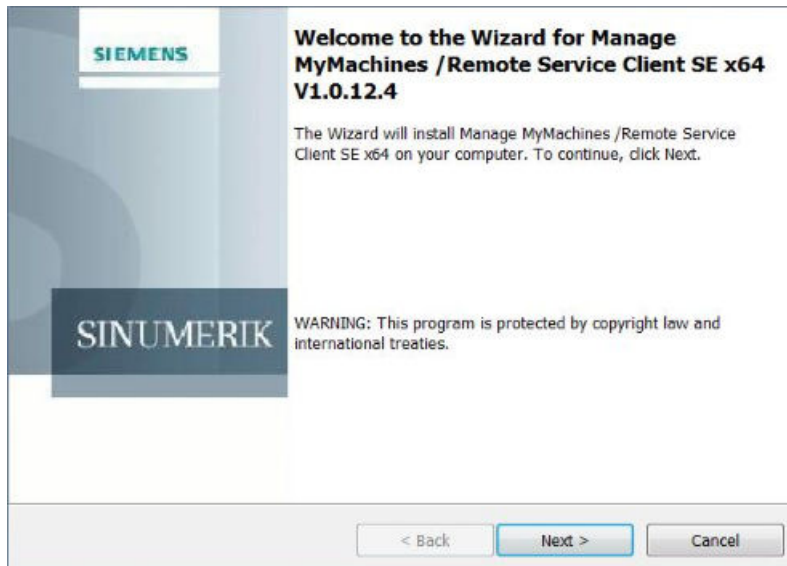 SIEMENS
Welcome to the Wizard for Manage
MyMachines /Remote Service Client SE x64
V1.0.12.4
The Wizard will install Manage MyMachines /Remote Service
Client SE x64 on your computer. To continue, click Next.
SINUMERIK
WARNING: This program is protected by copyright law and
international treaties.
< Back
Next >
Cancel